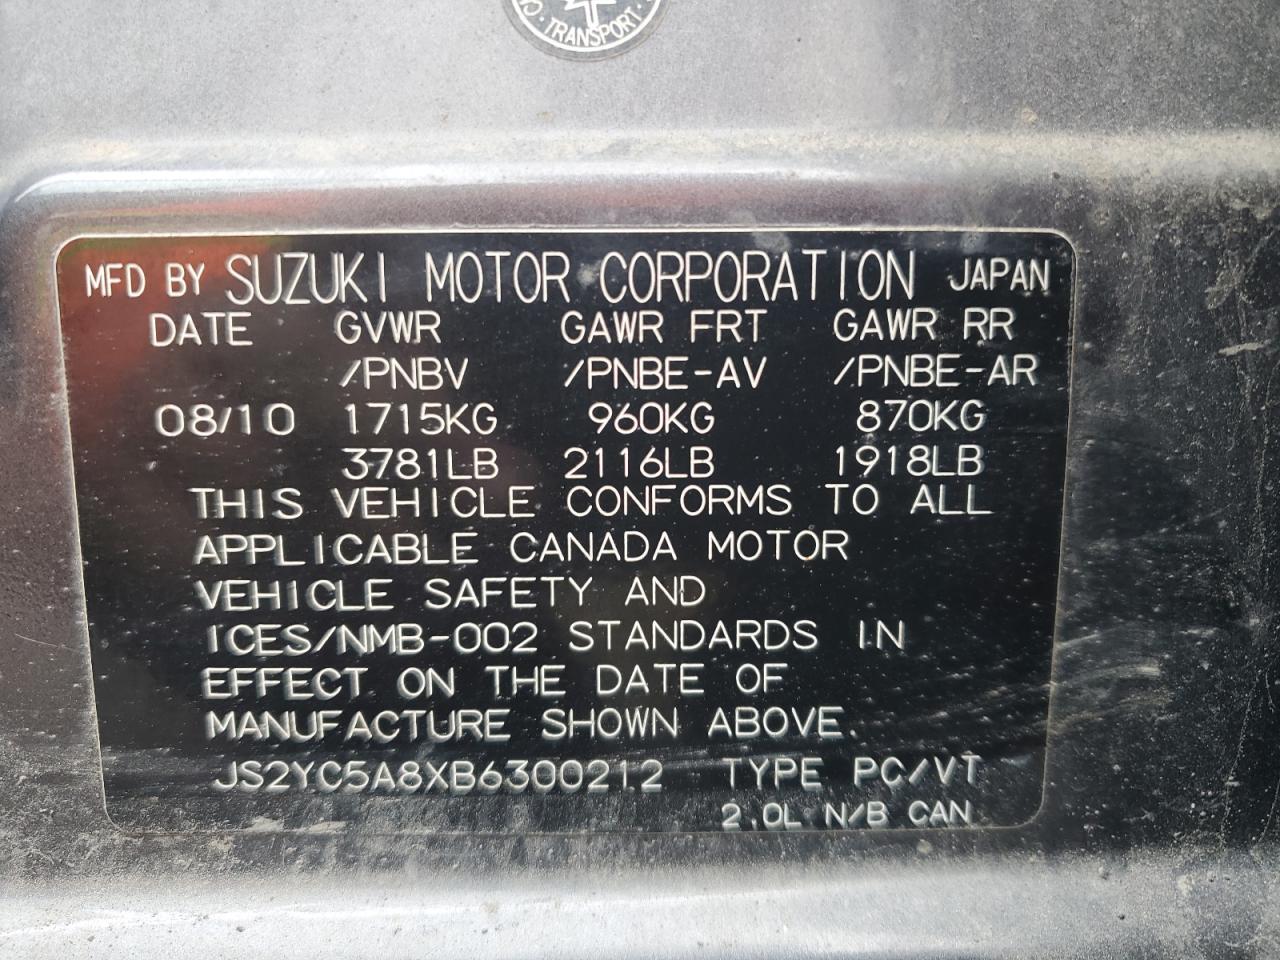 TRANSPORT
MFD BY SUZUKI MOTOR CORPORATION JAPAN
DATE GVWR GAWR FRT GAWR RR
/PNBV /PNBE-AV /PNBE-AR
08/10 1715KG 960KG 870KG
3781LB 2116LB 1918LB
THIS VEHICLE CONFORMS TO ALL
APPLICABLE CANADA MOTOR
VEHICLE SAFETY AND
ICES/NMB-002 STANDARDS IN
EFFECT ON THE DATE OF
MANUFACTURE SHOWN ABOVE.
JS2YC5A8XB6300212 TYPE PC/VT
2.0L N/B CAN